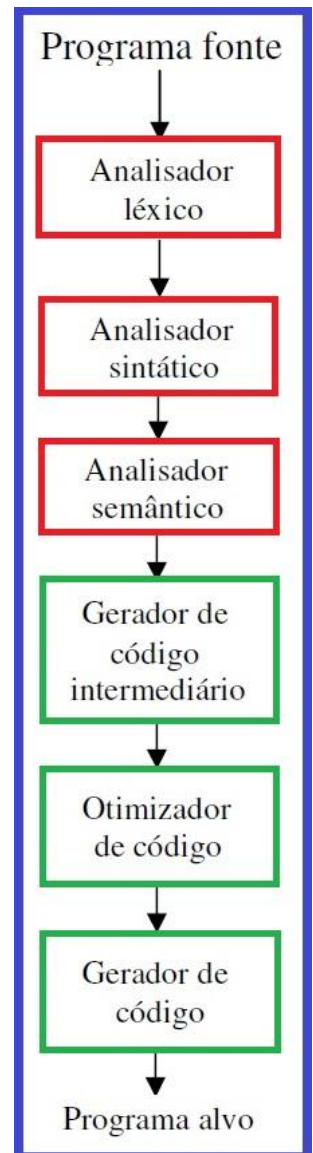 Programa fonte
Analisador
léxico
Analisador
sintático
Analisador
semântico
Gerador de
código
intermediário
Otimizador
de código
Gerador de
código
Programa alvo